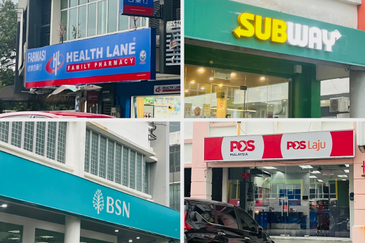 FARMASI
HEALTH LANE
FAMILY PHARMACY
SUBWAY
BSN
POS
MALAYSIA
POS Laju